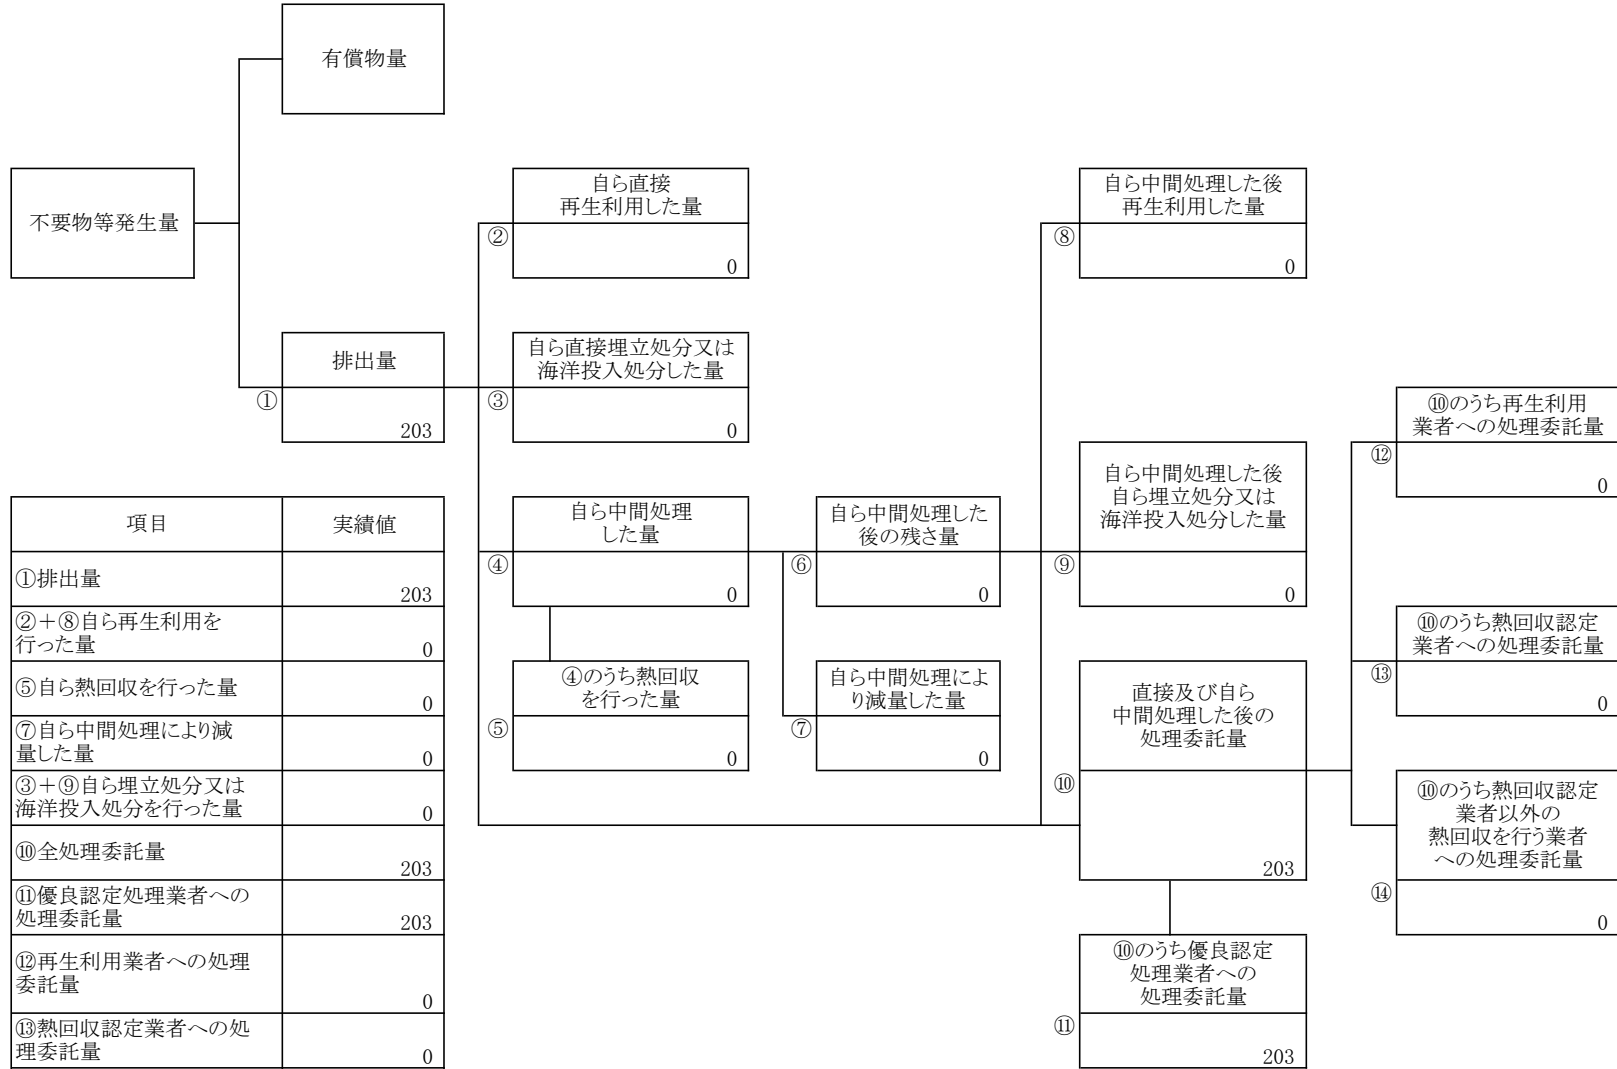 有償物量
不要物等発生量
排出量
①
203
自ら直接
再生利用した量
②
0
自ら直接埋立処分又は
海洋投入処分した量
③
0
自ら中間処理
した量
④
0
④のうち熱回収
を行った量
⑤
0
自ら中間処理した
後の残さ量
⑥
0
自ら中間処理によ
り減量した量
⑦
0
自ら中間処理した後
再生利用した量
⑧
0
自ら中間処理した後
自ら埋立処分又は
海洋投入処分した量
⑨
0
直接及び自ら
中間処理した後の
処理委託量
⑩
203
⑩のうち優良認定
処理業者への
処理委託量
⑪
203
⑩のうち再生利用
業者への処理委託量
⑫
0
⑩のうち熱回収認定
業者への処理委託量
⑬
0
⑩のうち熱回収認定
業者以外の
熱回収を行う業者
への処理委託量
⑭
0
項目 実績値
①排出量
203
②+⑧自ら再生利用を
行った量 0
⑤自ら熱回収を行った量
0
⑦自ら中間処理により減
量した量 0
③+⑨自ら埋立処分又は
海洋投入処分を行った量 0
⑩全処理委託量
203
⑪優良認定処理業者への
処理委託量 203
⑫再生利用業者への処理
委託量 0
⑬熱回収認定業者への処
理委託量 0